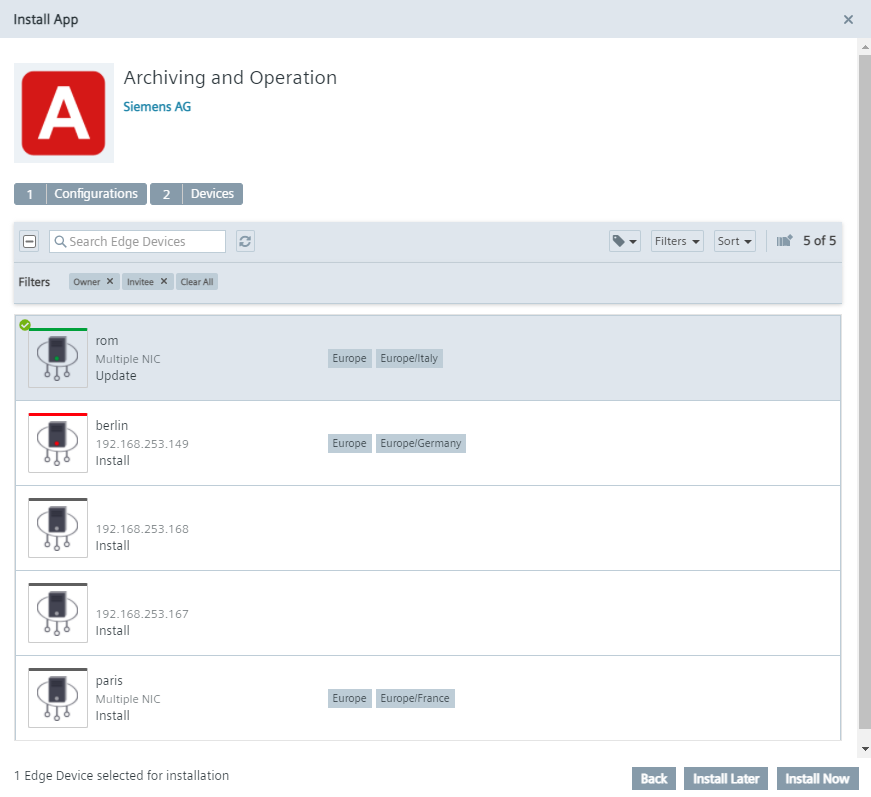 Install App
A
Archiving and Operation
Siemens AG
1 Configurations 2 Devices
Search Edge Devices Filters Sort 5 of 5
Filters Owner Invitee Clear All
rom
Multiple NIC
Update
Europe Europe/Italy
berlin
192.168.253.149
Install
Europe Europe/Germany
192.168.253.168
Install
192.168.253.167
Install
paris
Multiple NIC
Install
Europe Europe/France
1 Edge Device selected for installation
Back Install Later Install Now